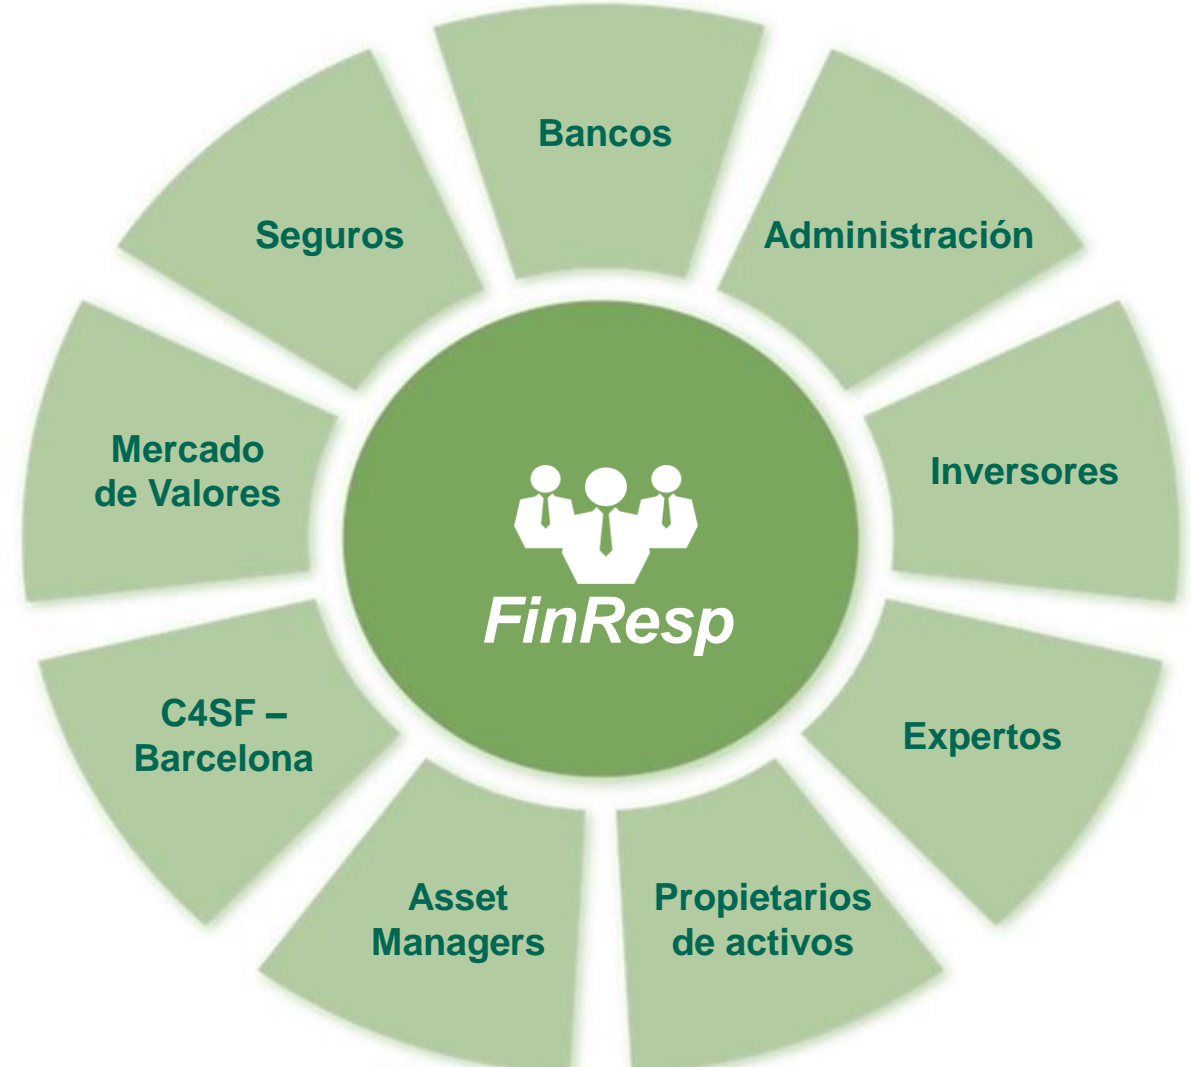 Bancos
Administración
Inversores
Expertos
Propietarios
de activos
Asset
Managers
C4SF –
Barcelona
Mercado
de Valores
Seguros
FinResp